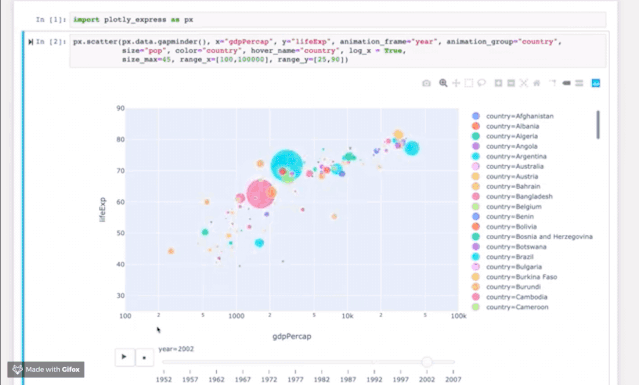 In [1]: import plotly_express as px
In [2]: px.scatter(px.data.gapminder(), x="gdpPercap", y="lifeExp", animation_frame="year", animation_group="country",
size="pop", color="country", hover_name="country", log_x = True,
size_max=45, range_x=[100,100000], range_y=[25,90])
90
80
70
60
50
40
30
lifeExp
100 2 5 1000 2 5 10k 2 5 100k
gdpPercap
country=Afghanistan
country=Albania
country=Algeria
country=Angola
country=Argentina
country=Australia
country=Austria
country=Bahrain
country=Bangladesh
country=Belgium
country=Benin
country=Bolivia
country=Bosnia and Herzegovina
country=Botswana
country=Brazil
country=Bulgaria
country=Burkina Faso
country=Burundi
country=Cambodia
country=Cameroon
year=2002
1952 1957 1962 1967 1972 1977 1982 1987 1992 1997 2002 2007
Made with Gifox